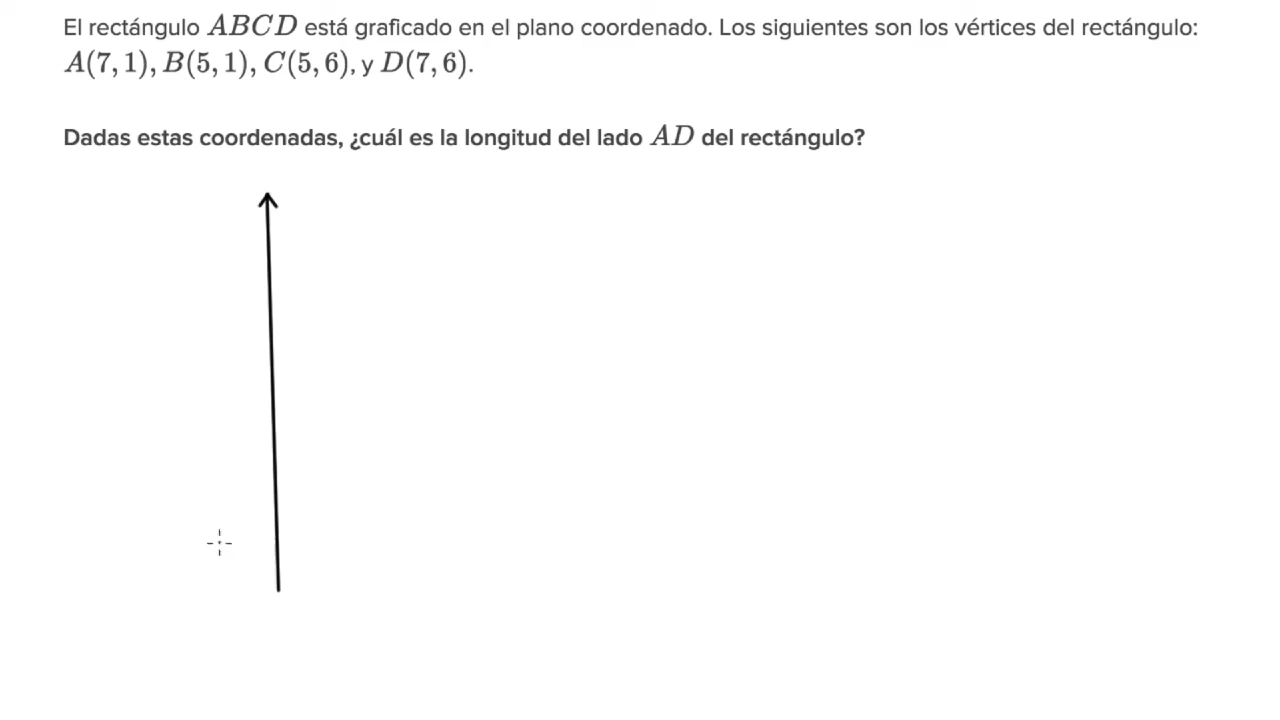 El rectángulo ABCD está graficado en el plano coordenado. Los siguientes son los vértices del rectángulo:
A(7, 1), B(5, 1), C(5, 6), y D(7, 6).
Dadas estas coordenadas, ¿cuál es la longitud del lado AD del rectángulo?